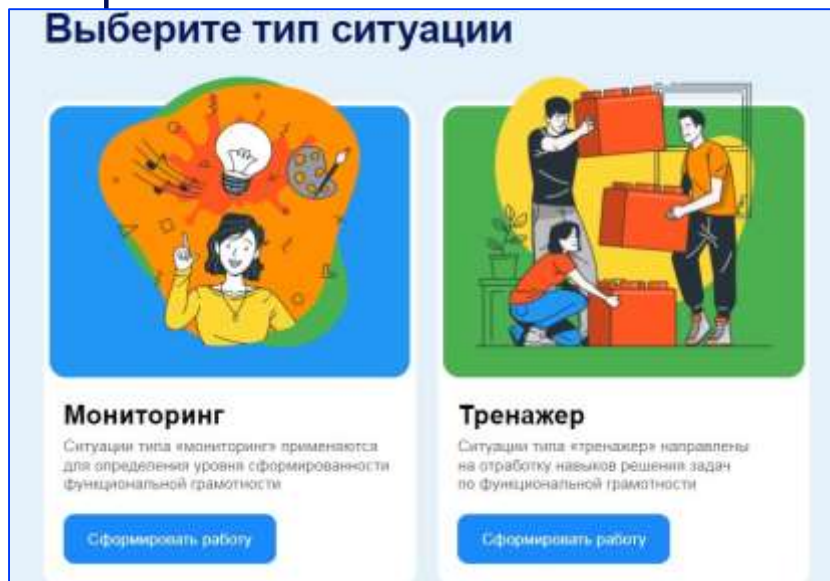 Выберите тип ситуации
Мониторинг
Ситуации типа «мониторинг» применяются
для определения уровня сформированности
функциональной грамотности
Сформировать работу
Тренажер
Ситуации типа «тренажер» направлены
на отработку навыков решения задач
по функциональной грамотности
Сформировать работу